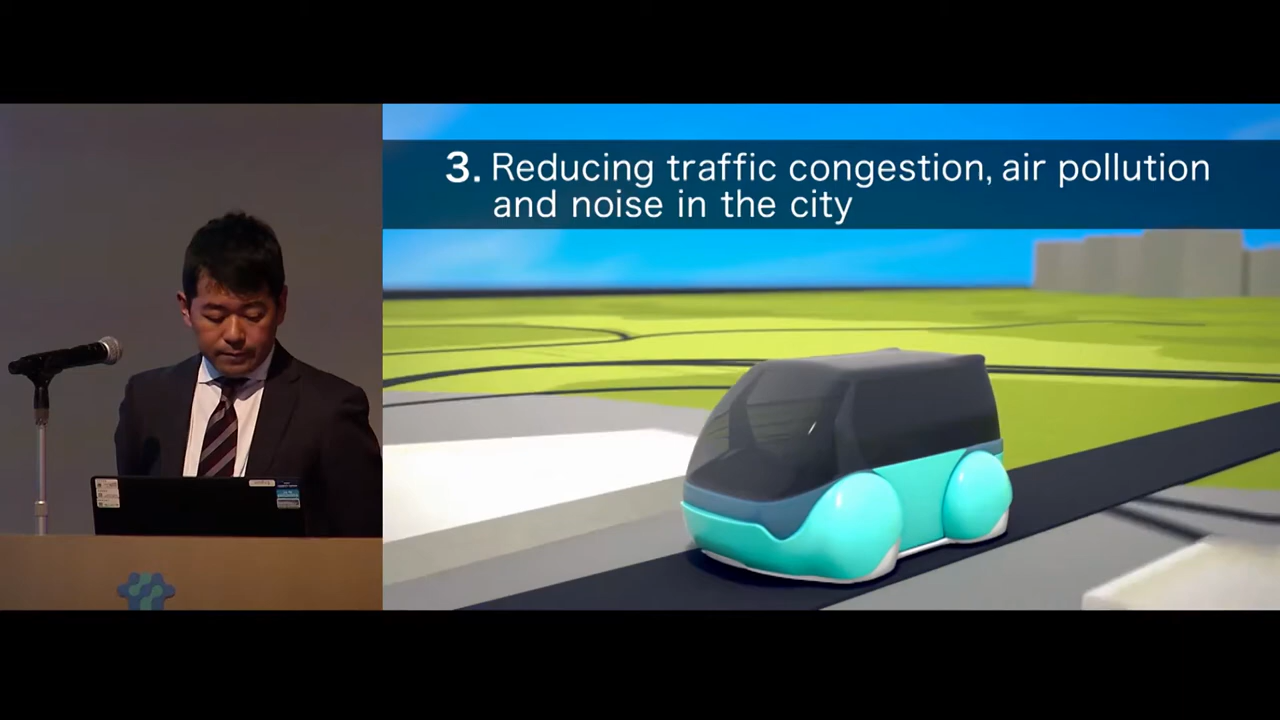 3. Reducing traffic congestion, air pollution
and noise in the city